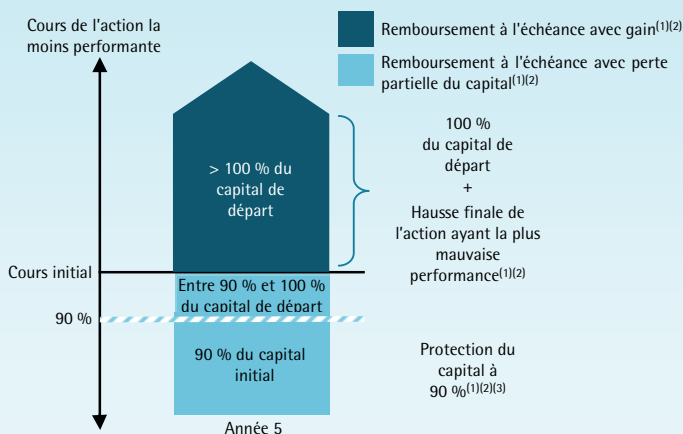 Cours de l'action la
moins performante
Remboursement à l'échéance avec gain(1)(2)
Remboursement à l'échéance avec perte
partielle du capital(1)(2)
> 100 % du
capital de
départ
100 %
du capital de
départ
+
Hausse finale de
l'action ayant la plus
mauvaise
performance(1)(2)
Cours initial
Entre 90 % et 100 %
du capital de départ
90 %
90 % du capital
initial
Protection du
capital à
90 %(1)(2)(3)
Année 5